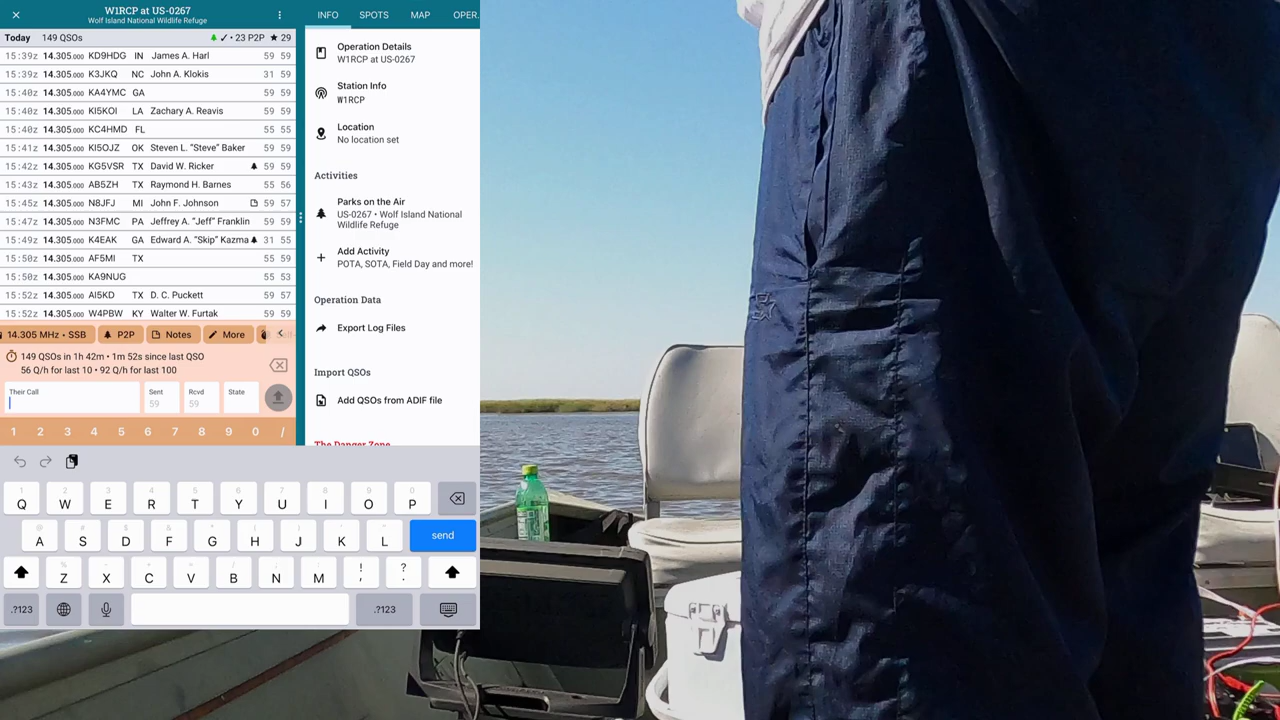 W1RCP at US-0267
Wolf Island National Wildlife Refuge
Today 149 QSOs ✓ • 23 P2P ★ 29
15:39z 14.305.000 KD9HDG IN James A. Harl 59 59
15:39z 14.305.000 K3JKQ NC John A. Klokis 31 59
15:40z 14.305.000 KA4YMC GA 59 59
15:40z 14.305.000 KI5KOI LA Zachary A. Reavis 59 59
15:40z 14.305.000 KC4HMD FL 55 55
15:41z 14.305.000 KI5OJZ OK Steven L. "Steve" Baker 59 59
15:42z 14.305.000 KG5VSR TX David W. Ricker 59 59
15:43z 14.305.000 AB5ZH TX Raymond H. Barnes 55 56
15:45z 14.305.000 N8JFJ MI John F. Johnson 59 57
15:47z 14.305.000 N3FMC PA Jeffrey A. "Jeff" Franklin 59 59
15:49z 14.305.000 K4EAK GA Edward A. "Skip" Kazma 31 55
15:50z 14.305.000 AF5MI TX 55 59
15:50z 14.305.000 KA9NUG 55 53
15:52z 14.305.000 AI5KD TX D. C. Puckett 59 57
15:52z 14.305.000 W4PBW KY Walter W. Furtak 59 59
14.305 MHz • SSB P2P Notes More
149 QSOs in 1h 42m • 1m 52s since last QSO
56 Q/h for last 10 • 92 Q/h for last 100
Their Call Sent Rcvd State
59 59
1 2 3 4 5 6 7 8 9 0 /
INFO SPOTS MAP OPER.
Operation Details
W1RCP at US-0267
Station Info
W1RCP
Location
No location set
Activities
Parks on the Air
US-0267 • Wolf Island National
Wildlife Refuge
Add Activity
POTA, SOTA, Field Day and more!
Operation Data
Export Log Files
Import QSOs
Add QSOs from ADIF file
The Danger Zone
1 2 3 4 5 6 7 8 9 0
Q W E R T Y U I O P
A S D F G H J K L send
Z X C V B N M ! , ? .
.?123 .?123